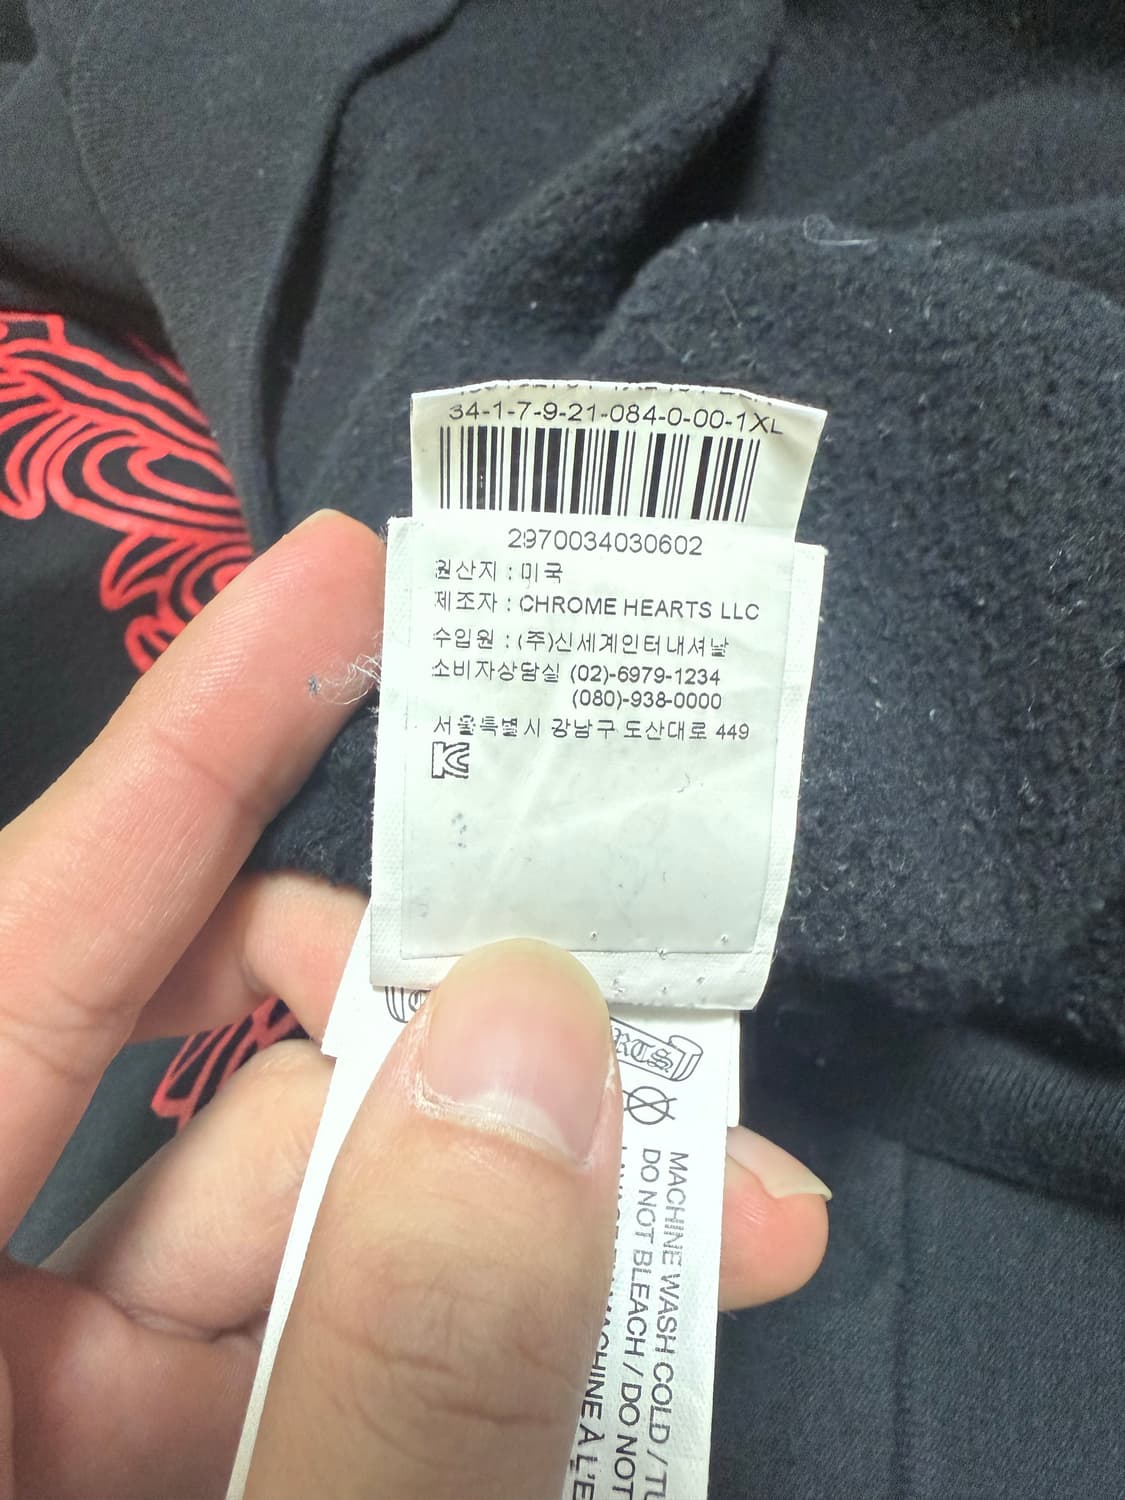 34-1-7-9-21-084-0-00-1XL
2970034030602
원산지 : 미국
제조자 : CHROME HEARTS LLC
수입원 : (주)신세계인터내셔날
소비자상담실 (02)-6979-1234
(080)-938-0000
서울특별시 강남구 도산대로 449
MACHINE WASH COLD /
DO NOT BLEACH / DO NOT
MACHINE À L'E